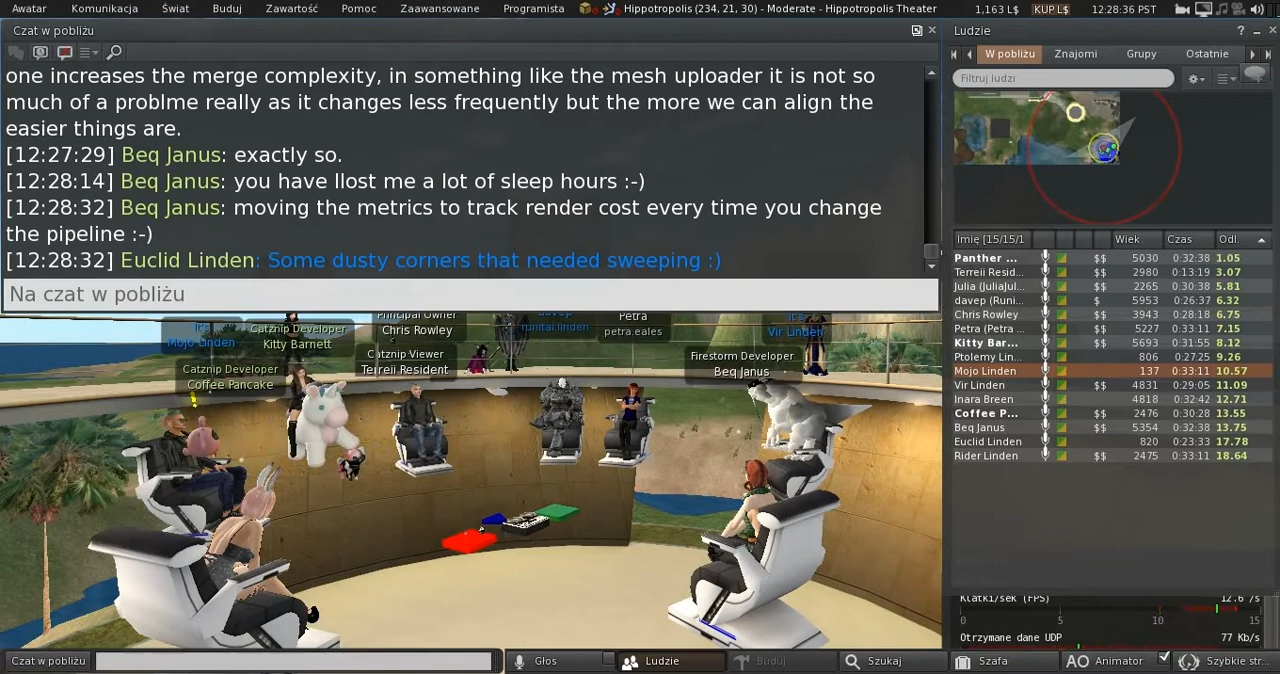 Awatar Komunikacja Świat Buduj Zawartość Pomoc Zaawansowane Programista Hippotropolis (234, 21, 30) - Moderate - Hippotropolis Theater 1,163 L$ KUP L$ 12:28:36 PST
Czat w pobliżu
one increases the merge complexity, in something like the mesh uploader it is not so
much of a problme really as it changes less frequently but the more we can align the
easier things are.
[12:27:29] Beq Janus: exactly so.
[12:28:14] Beq Janus: you have llost me a lot of sleep hours :-)
[12:28:32] Beq Janus: moving the metrics to track render cost every time you change
the pipeline :-)
[12:28:32] Euclid Linden: Some dusty corners that needed sweeping :)
Na czat w pobliżu
Ludzie
W pobliżu Znajomi Grupy Ostatnie
Filtruj ludzi
Imię [15/15/1 Wiek Czas Odl.
Panther ... $$ 5030 0:32:38 1.05
Terreii Resid... $$ 2980 0:13:19 3.07
Julia (JuliaJul... $$ 2265 0:30:38 5.81
davep (Runi... $ 5953 0:26:37 6.32
Chris Rowley $$ 3943 0:28:18 6.75
Petra (Petra ... $$ 5227 0:33:11 7.15
Kitty Bar... $$ 5693 0:31:55 8.12
Ptolemy Lin... 806 0:27:25 9.26
Mojo Linden 137 0:33:11 10.57
Vir Linden $$ 4831 0:29:05 11.09
Inara Breen 4818 0:32:42 12.71
Coffee P... $$ 2476 0:30:28 13.55
Beq Janus $$ 5354 0:32:38 13.75
Euclid Linden 820 0:23:33 17.78
Rider Linden $$ 2475 0:33:11 18.64
Klatki/sek (FPS) 12.6 /s
0 5 10 15
Otrzymane dane UDP 77 Kb/s
It's
Mojo Linden
Catznip Developer
Kitty Barnett
Principal Owner
Chris Rowley
davep
runitai.linden
Petra
petra.eales
It's
Vir Linden
Catznip Developer
Coffee Pancake
Catznip Viewer
Terreii Resident
Firestorm Developer
Beq Janus
Czat w pobliżu Głos Ludzie Buduj Szukaj Szafa AO Animator Szybkie str...